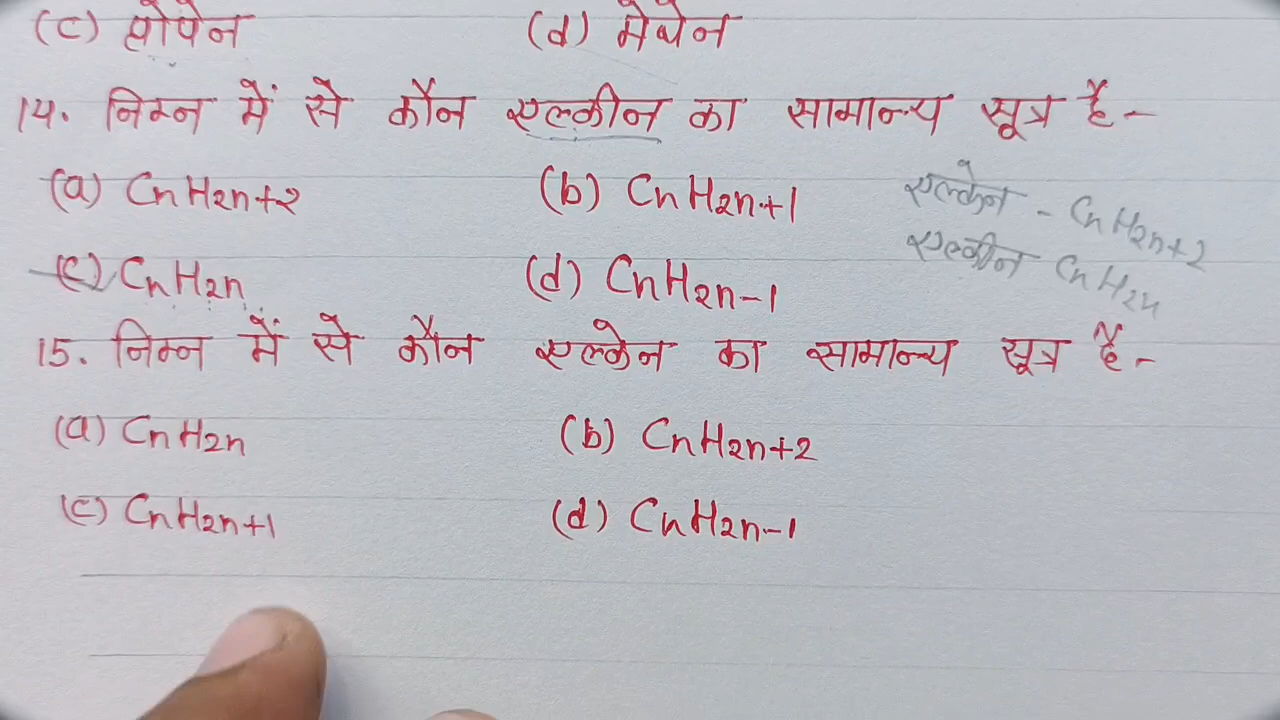 (c) प्रोपेन (d) मेथेन
14. निम्न में से कौन एल्कीन का सामान्य सूत्र है-
(a) CnH2n+2 (b) CnH2n+1
एल्केन - CnH2n+2
(c) CnH2n (d) CnH2n-1
एल्कीन CnH2n
15. निम्न में से कौन एल्केन का सामान्य सूत्र है-
(a) CnH2n (b) CnH2n+2
(c) CnH2n+1 (d) CnH2n-1